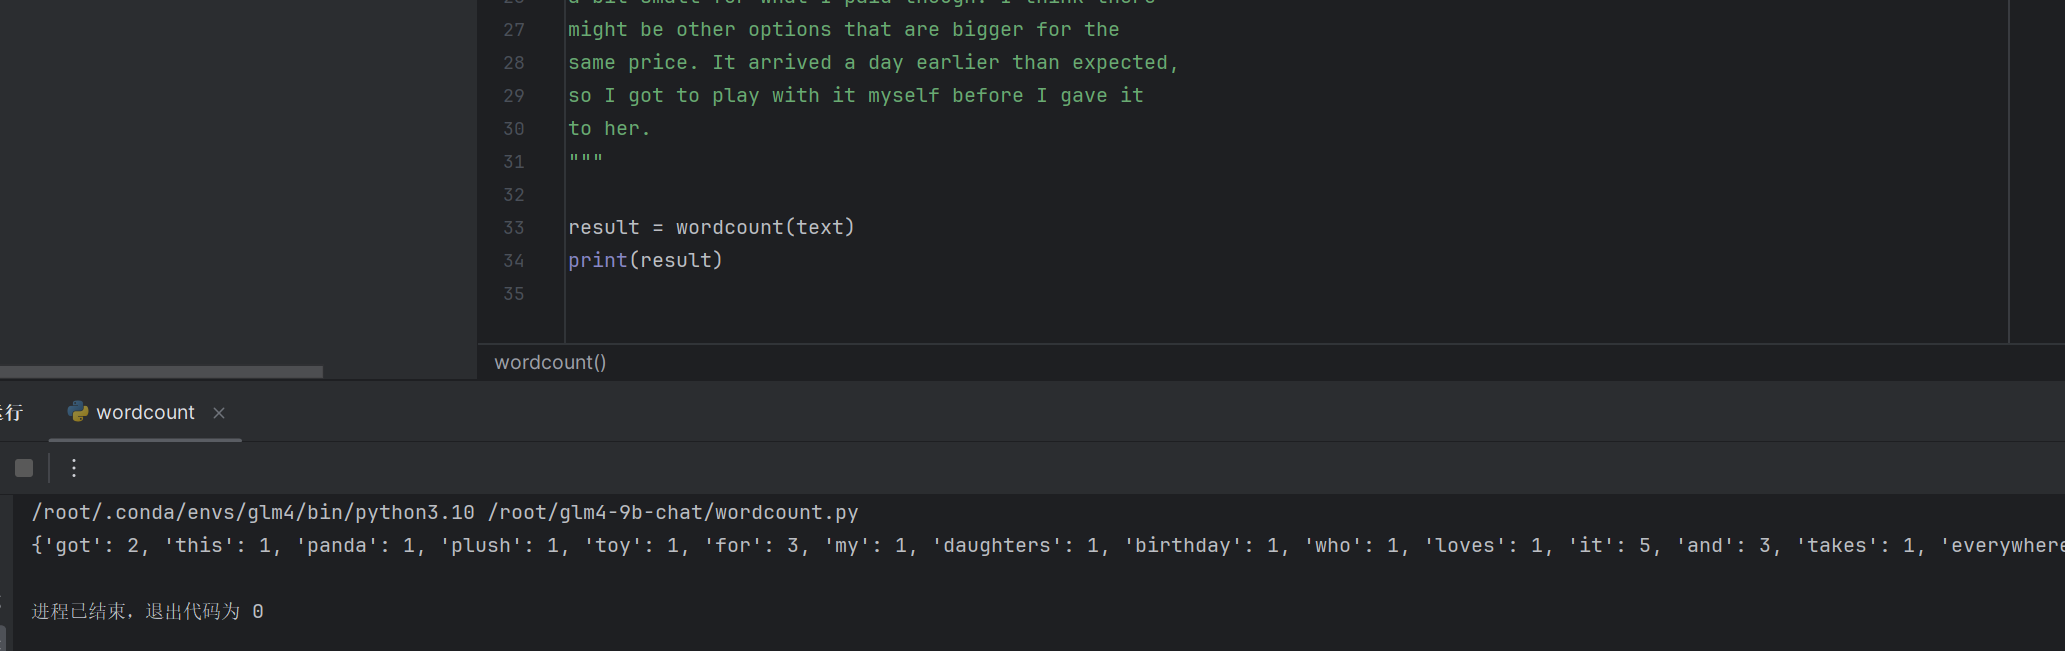 27 might be other options that are bigger for the
28 same price. It arrived a day earlier than expected,
29 so I got to play with it myself before I gave it
30 to her.
31 """
32
33 result = wordcount(text)
34 print(result)
35
wordcount()
行 wordcount ×
/root/.conda/envs/glm4/bin/python3.10 /root/glm4-9b-chat/wordcount.py
{'got': 2, 'this': 1, 'panda': 1, 'plush': 1, 'toy': 1, 'for': 3, 'my': 1, 'daughters': 1, 'birthday': 1, 'who': 1, 'loves': 1, 'it': 5, 'and': 3, 'takes': 1, 'everywhere
进程已结束，退出代码为 0